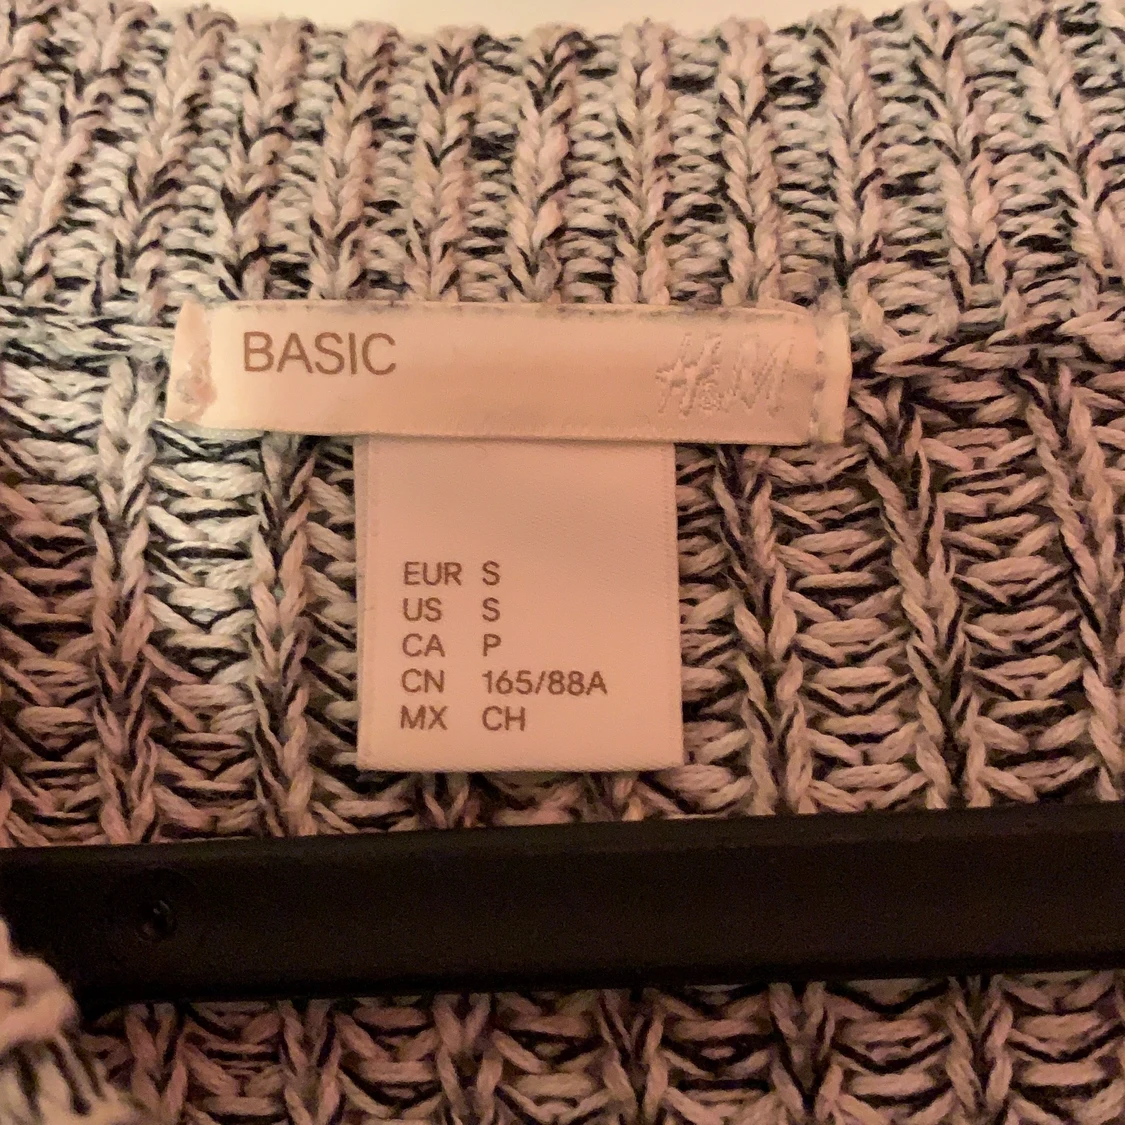 BASIC H&M
EUR S
US S
CA P
CN 165/88A
MX CH